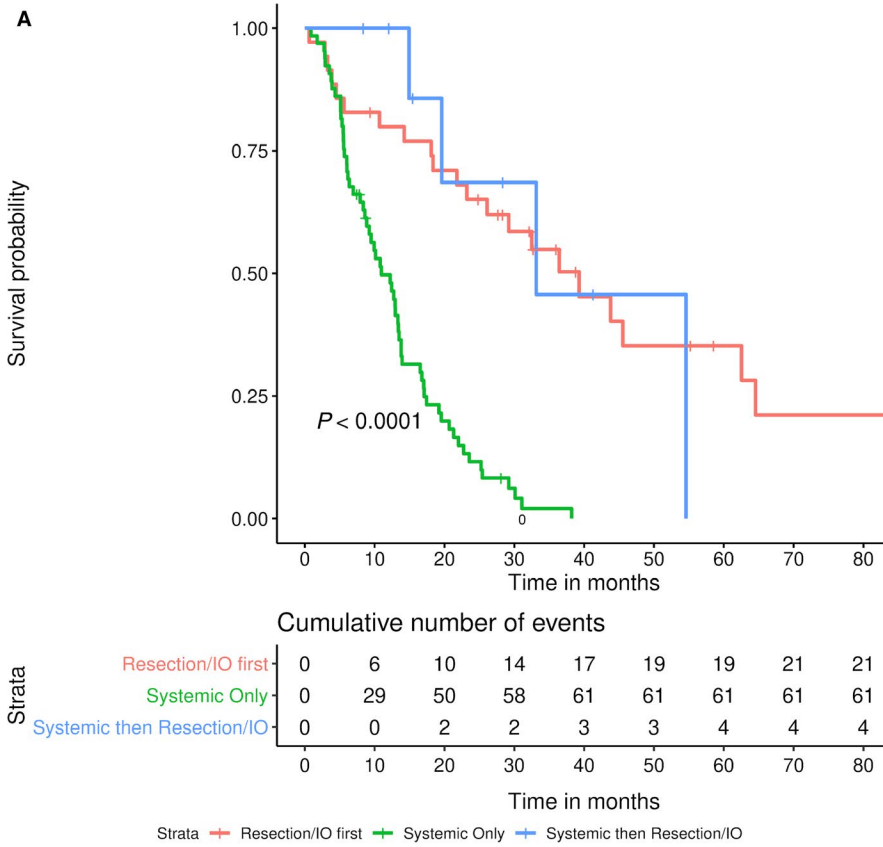 A
Survival probability
1.00
0.75
0.50
0.25
0.00
P < 0.0001
0
0 10 20 30 40 50 60 70 80
Time in months
Cumulative number of events
Strata
Resection/IO first 0 6 10 14 17 19 19 21 21
Systemic Only 0 29 50 58 61 61 61 61 61
Systemic then Resection/IO 0 0 2 2 3 3 4 4 4
0 10 20 30 40 50 60 70 80
Time in months
Strata Resection/IO first Systemic Only Systemic then Resection/IO